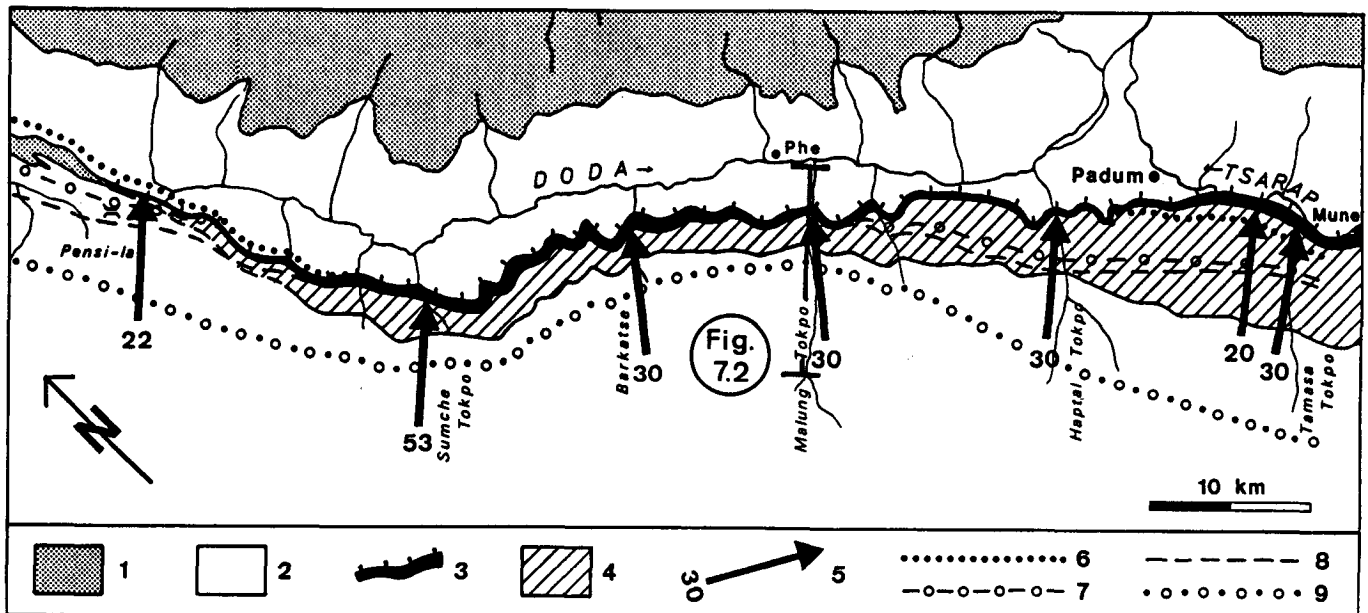 Phe
DODA→
Padum
←TSARAP
Mune
Pensi-la
22
53
Sumche
Tokpo
Barkatse
30
Fig.
7.2
Malung Tokpo
30
30
Haptal Tokpo
20
30
Tamasa
Tokpo
N
10 km
1
2
3
4
30
5
6
7
8
9